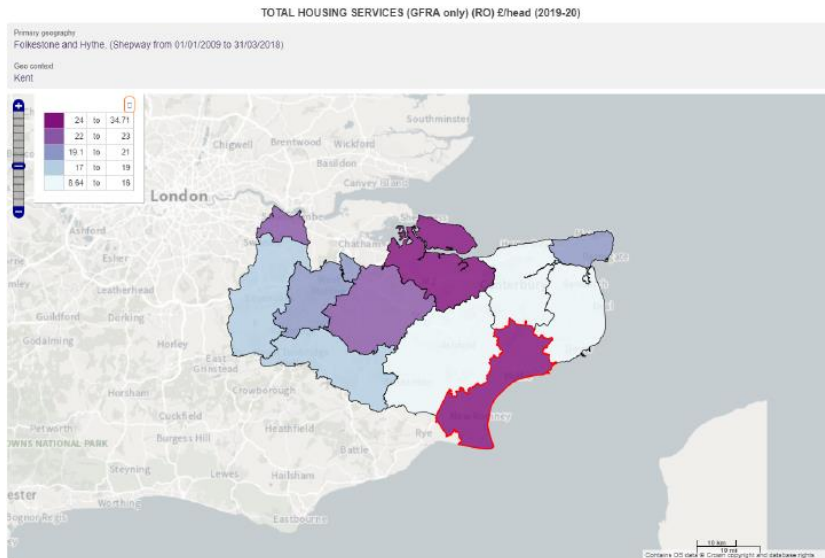 TOTAL HOUSING SERVICES (GFRA only) (RO) £/head (2019-20)
Primary geography
Folkestone and Hythe, (Shepway from 01/01/2009 to 31/03/2018)
Geo context
Kent
24 to 34.71
22 to 23
19.1 to 21
17 to 19
8.64 to 16
Southminster
Chigwell
Brentwood
Wickford
Basildon
Canvey Island
London
Ashford
Chatham
Esher
Epsom
Leatherhead
Guildford
Dorking
Godalming
Horley
East
Grinstead
Crowborough
Horsham
Cuckfield
Heathfield
Petworth
Burgess Hill
Rye
Battle
OWNS NATIONAL PARK
Steyning
Lewes
Hailsham
ester
Worthing
Bognor Regis
Eastbourne
10 km
10 mi
Contains OS data © Crown copyright and database rights